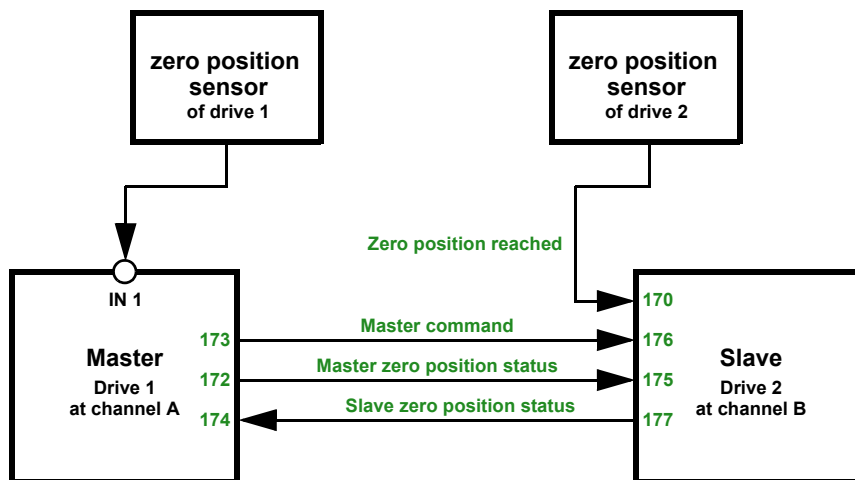 zero position
sensor
of drive 1
zero position
sensor
of drive 2
Zero position reached
IN 1
170
173
Master command
176
Master
Drive 1
at channel A
172
Master zero position status
175
Slave
Drive 2
at channel B
174
Slave zero position status
177